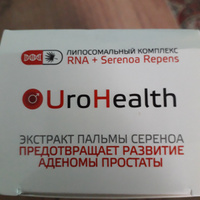 ЛИПОСОМАЛЬНЫЙ КОМПЛЕКС
RNA + Serenoa Repens
UroHealth
ЭКСТРАКТ ПАЛЬМЫ СЕРЕНОА
ПРЕДОТВРАЩАЕТ РАЗВИТИЕ
АДЕНОМЫ ПРОСТАТЫ